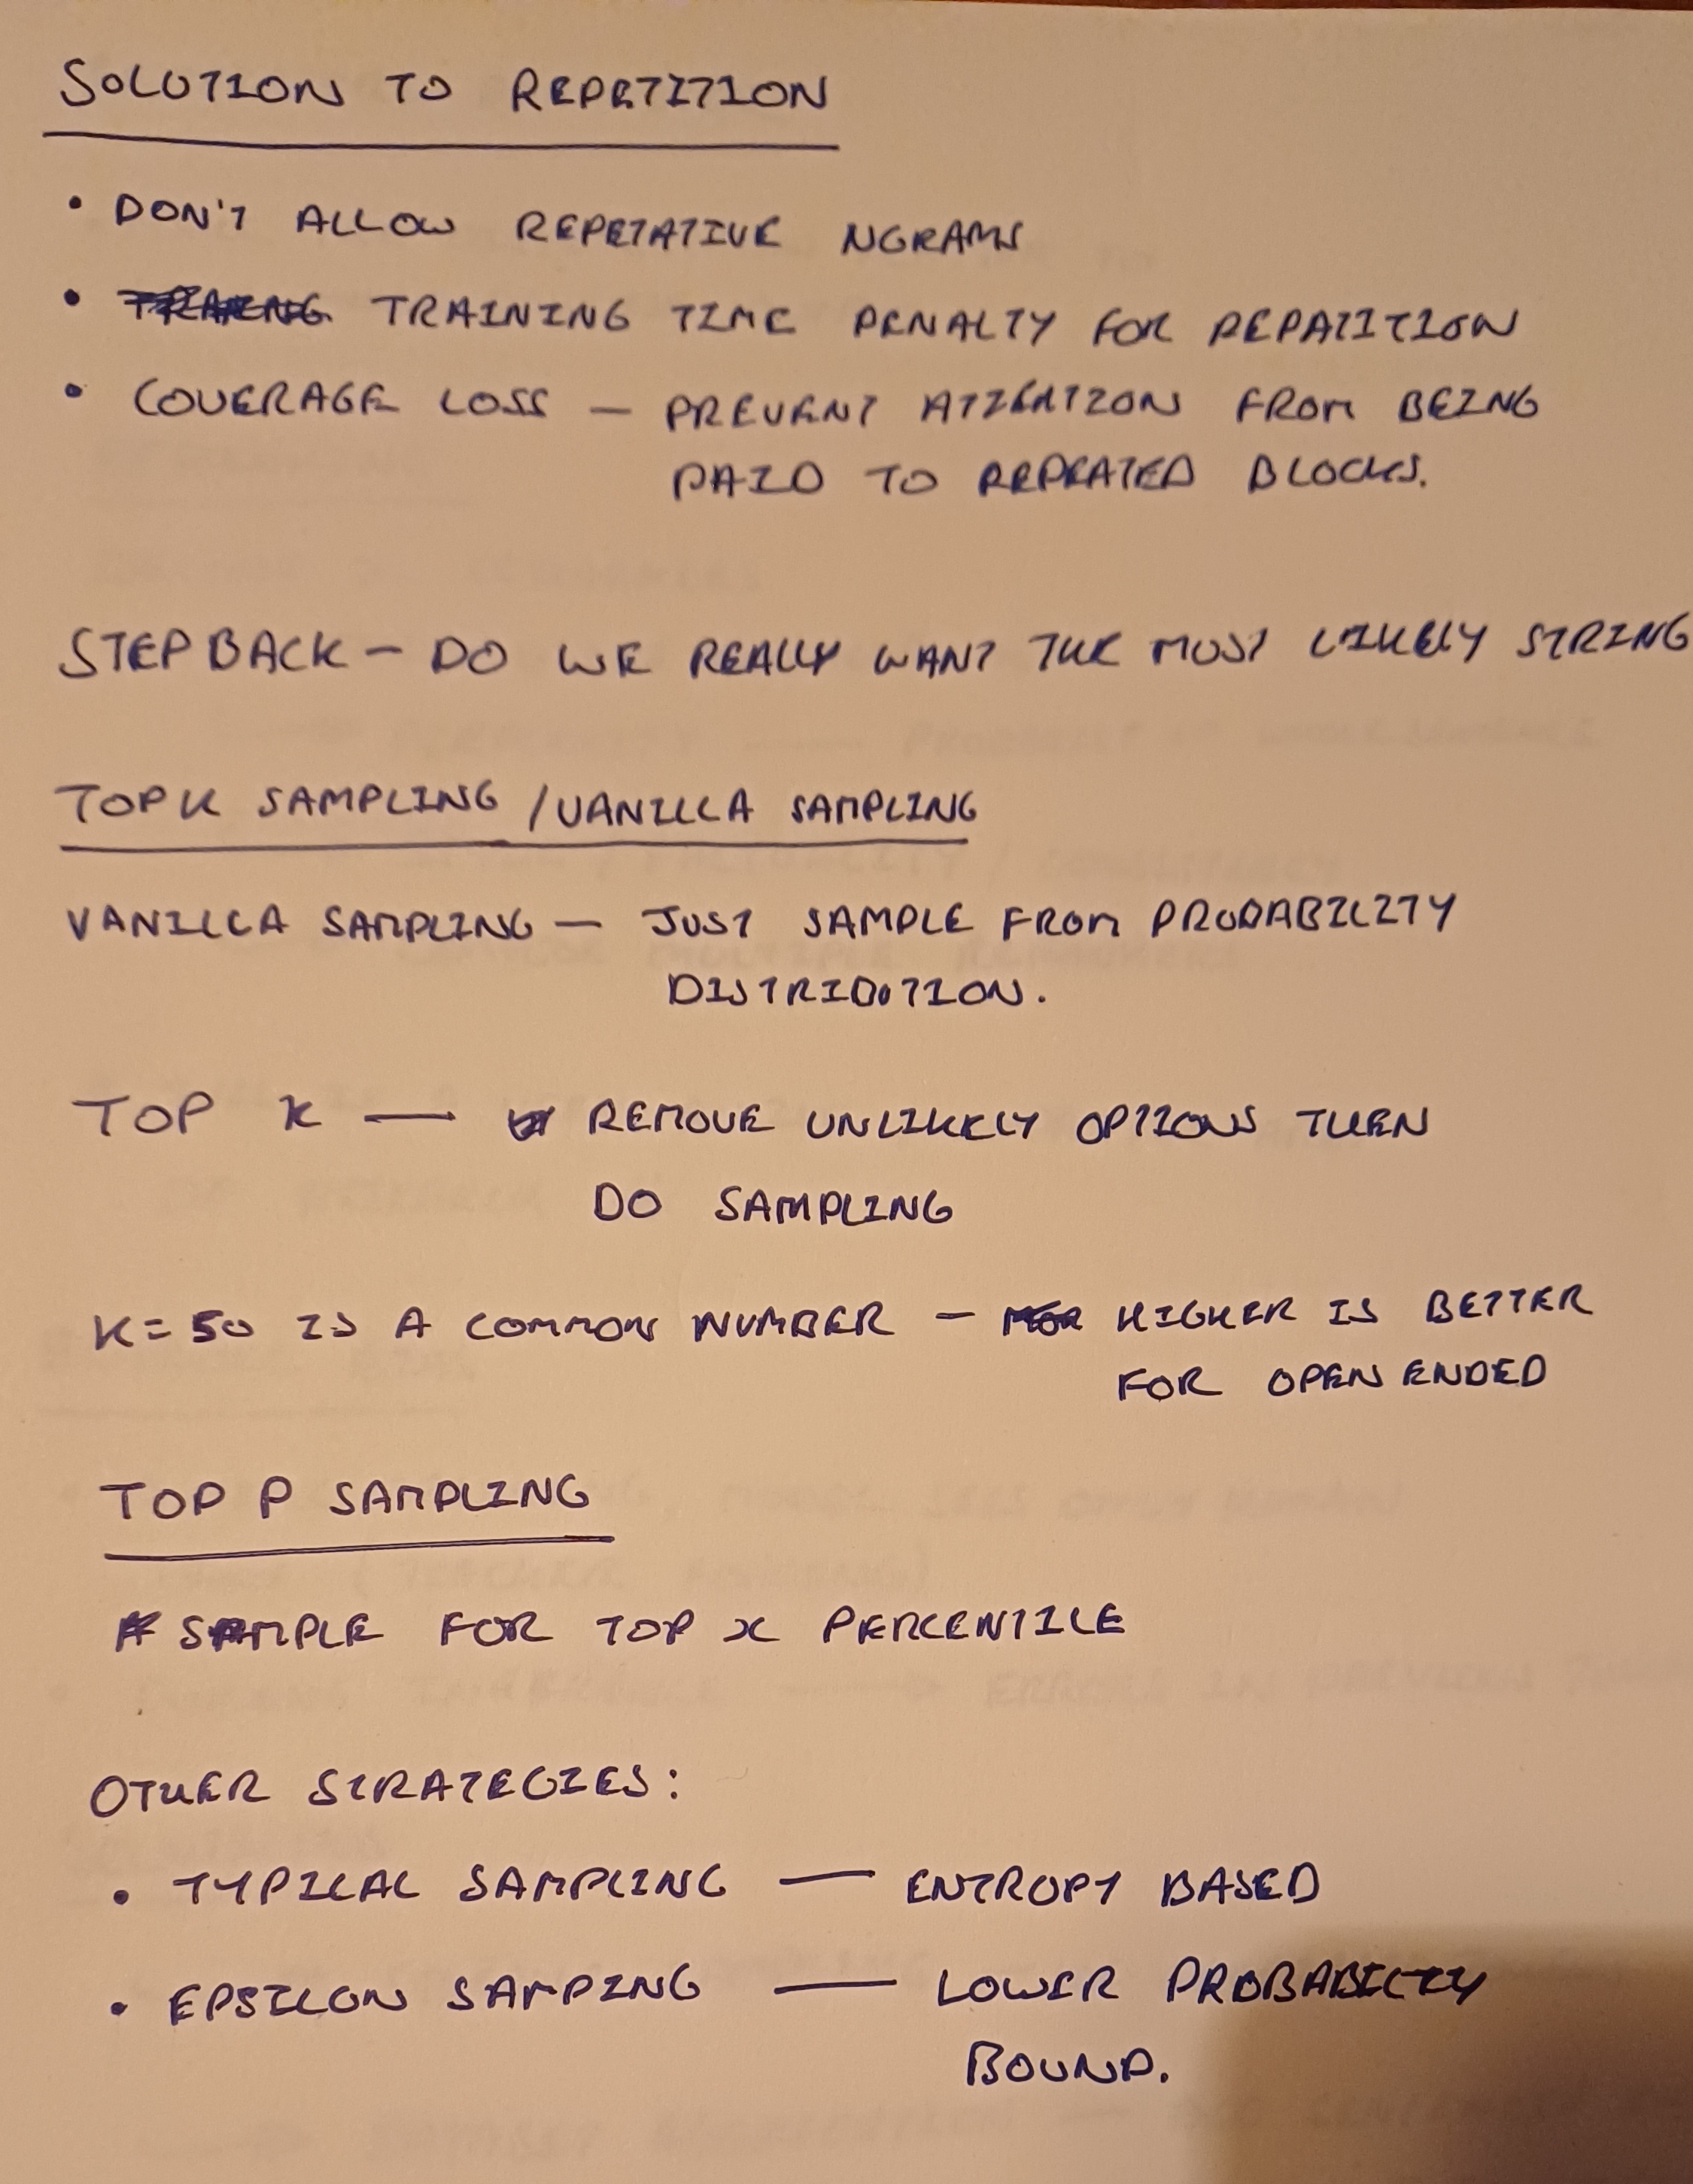 SOLUTION TO REPETITION
• DON'T ALLOW REPETATIVE NGRAMS
• TRAINING TIME PENALTY FOR REPATITION
• COVERAGE LOSS — PREVENT ATTENTION FROM BEING
PAID TO REPEATED BLOCKS.
STEP BACK — DO WE REALLY WANT THE MOST LIKELY STRING
TOP K SAMPLING / VANILLA SAMPLING
VANILLA SAMPLING — JUST SAMPLE FROM PROBABILITY
DISTRIBUTION.
TOP K — REMOVE UNLIKELY OPTIONS THEN
DO SAMPLING
K=50 IS A COMMON NUMBER — HIGHER IS BETTER
FOR OPEN ENDED
TOP P SAMPLING
SAMPLE FOR TOP X PERCENTILE
OTHER STRATEGIES:
• TYPICAL SAMPLING — ENTROPY BASED
• EPSILON SAMPING — LOWER PROBABILITY
BOUND.